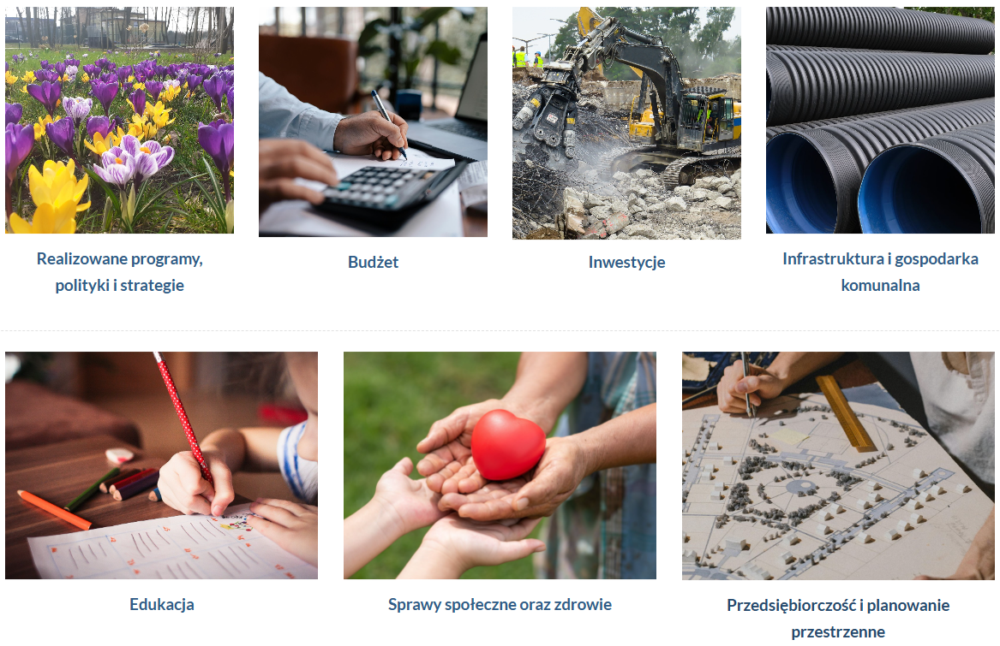 Realizowane programy,
polityki i strategie
Budżet
Inwestycje
Infrastruktura i gospodarka
komunalna
Edukacja
Sprawy społeczne oraz zdrowie
Przedsiębiorczość i planowanie
przestrzenne